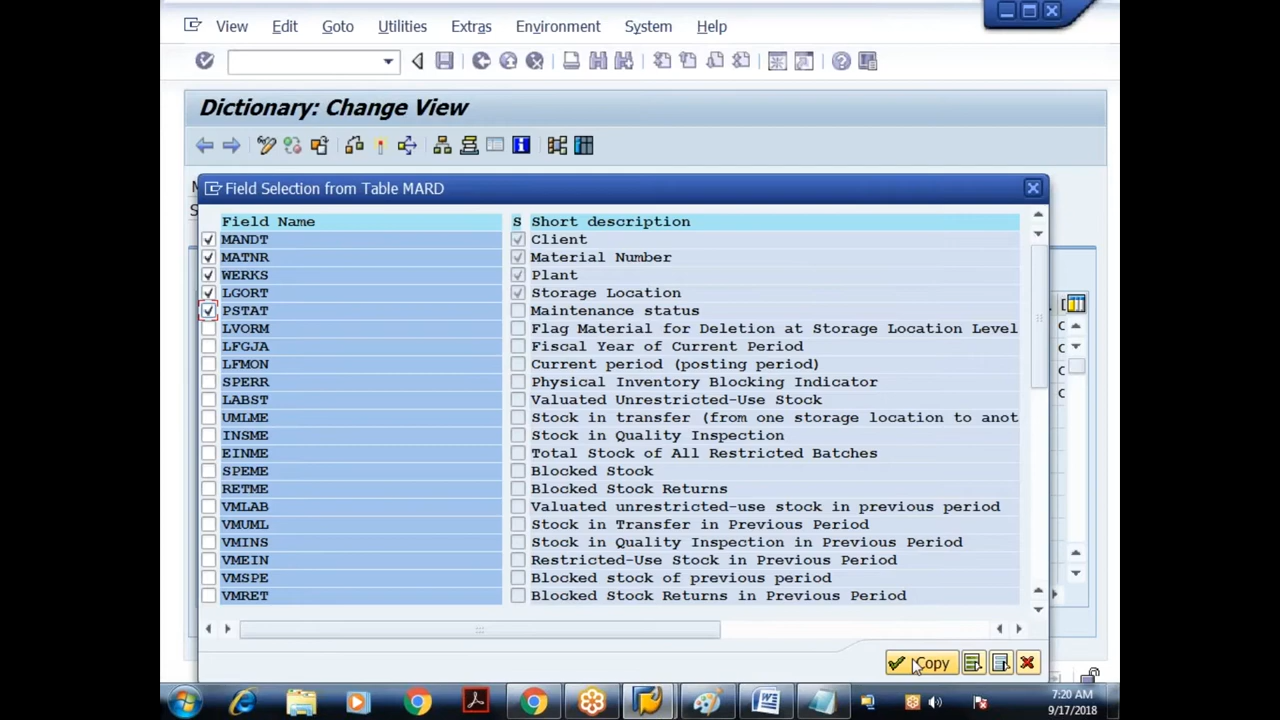 View Edit Goto Utilities Extras Environment System Help
Dictionary: Change View
Field Selection from Table MARD
Field Name S Short description
MANDT Client
MATNR Material Number
WERKS Plant
LGORT Storage Location
PSTAT Maintenance status
LVORM Flag Material for Deletion at Storage Location Level
LFGJA Fiscal Year of Current Period
LFMON Current period (posting period)
SPERR Physical Inventory Blocking Indicator
LABST Valuated Unrestricted-Use Stock
UMLME Stock in transfer (from one storage location to anot
INSME Stock in Quality Inspection
EINME Total Stock of All Restricted Batches
SPEME Blocked Stock
RETME Blocked Stock Returns
VMLAB Valuated unrestricted-use stock in previous period
VMUML Stock in Transfer in Previous Period
VMINS Stock in Quality Inspection in Previous Period
VMEIN Restricted-Use Stock in Previous Period
VMSPE Blocked stock of previous period
VMRET Blocked Stock Returns in Previous Period
Copy
7:20 AM
9/17/2018